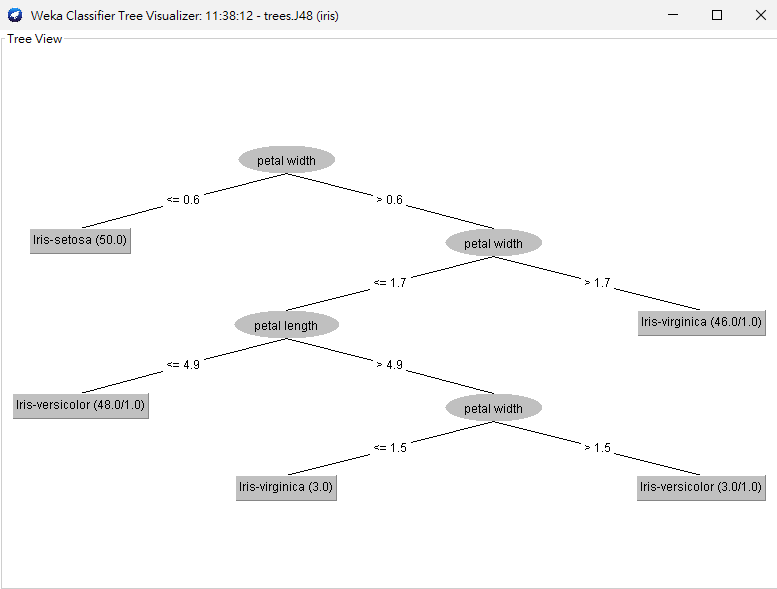 Weka Classifier Tree Visualizer: 11:38:12 - trees.J48 (iris)
Tree View
petal width
<= 0.6
> 0.6
Iris-setosa (50.0)
petal width
<= 1.7
> 1.7
petal length
Iris-virginica (46.0/1.0)
<= 4.9
> 4.9
Iris-versicolor (48.0/1.0)
petal width
<= 1.5
> 1.5
Iris-virginica (3.0)
Iris-versicolor (3.0/1.0)